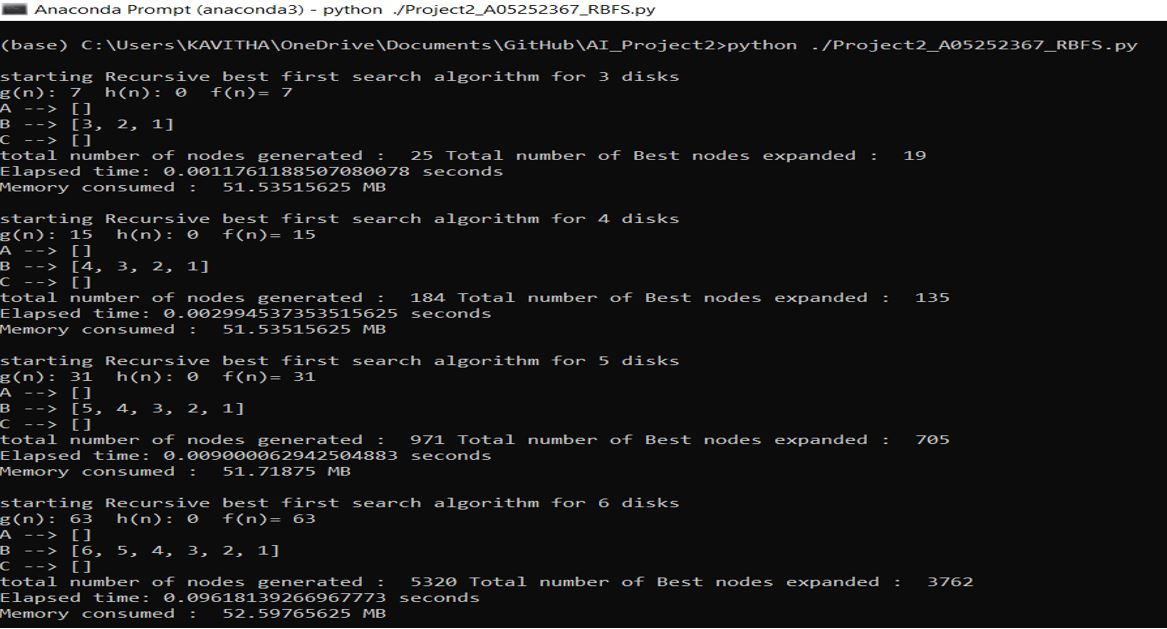 Anaconda Prompt (anaconda3) - python ./Project2_A05252367_RBFS.py
(base) C:\Users\KAVITHA\OneDrive\Documents\GitHub\AI_Project2>python ./Project2_A05252367_RBFS.py
starting Recursive best first search algorithm for 3 disks
g(n): 7 h(n): 0 f(n)= 7
A --> []
B --> [3, 2, 1]
C --> []
total number of nodes generated : 25 Total number of Best nodes expanded : 19
Elapsed time: 0.0011761188507080078 seconds
Memory consumed : 51.53515625 MB
starting Recursive best first search algorithm for 4 disks
g(n): 15 h(n): 0 f(n)= 15
A --> []
B --> [4, 3, 2, 1]
C --> []
total number of nodes generated : 184 Total number of Best nodes expanded : 135
Elapsed time: 0.002994537353515625 seconds
Memory consumed : 51.53515625 MB
starting Recursive best first search algorithm for 5 disks
g(n): 31 h(n): 0 f(n)= 31
A --> []
B --> [5, 4, 3, 2, 1]
C --> []
total number of nodes generated : 971 Total number of Best nodes expanded : 705
Elapsed time: 0.009000062942504883 seconds
Memory consumed : 51.71875 MB
starting Recursive best first search algorithm for 6 disks
g(n): 63 h(n): 0 f(n)= 63
A --> []
B --> [6, 5, 4, 3, 2, 1]
C --> []
total number of nodes generated : 5320 Total number of Best nodes expanded : 3762
Elapsed time: 0.09618139266967773 seconds
Memory consumed : 52.59765625 MB